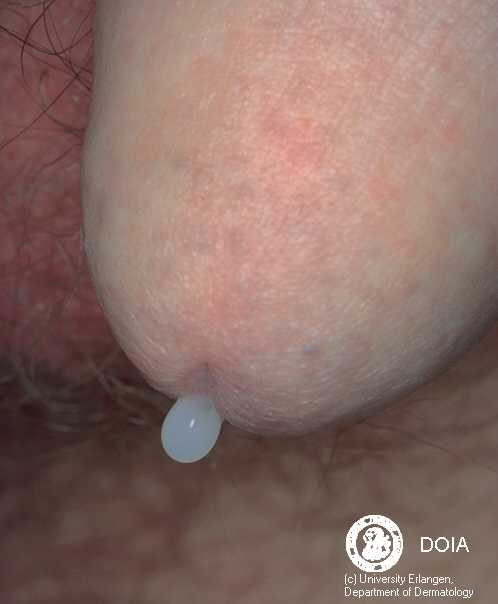 DOIA
(c) University Erlangen,
Department of Dermatology